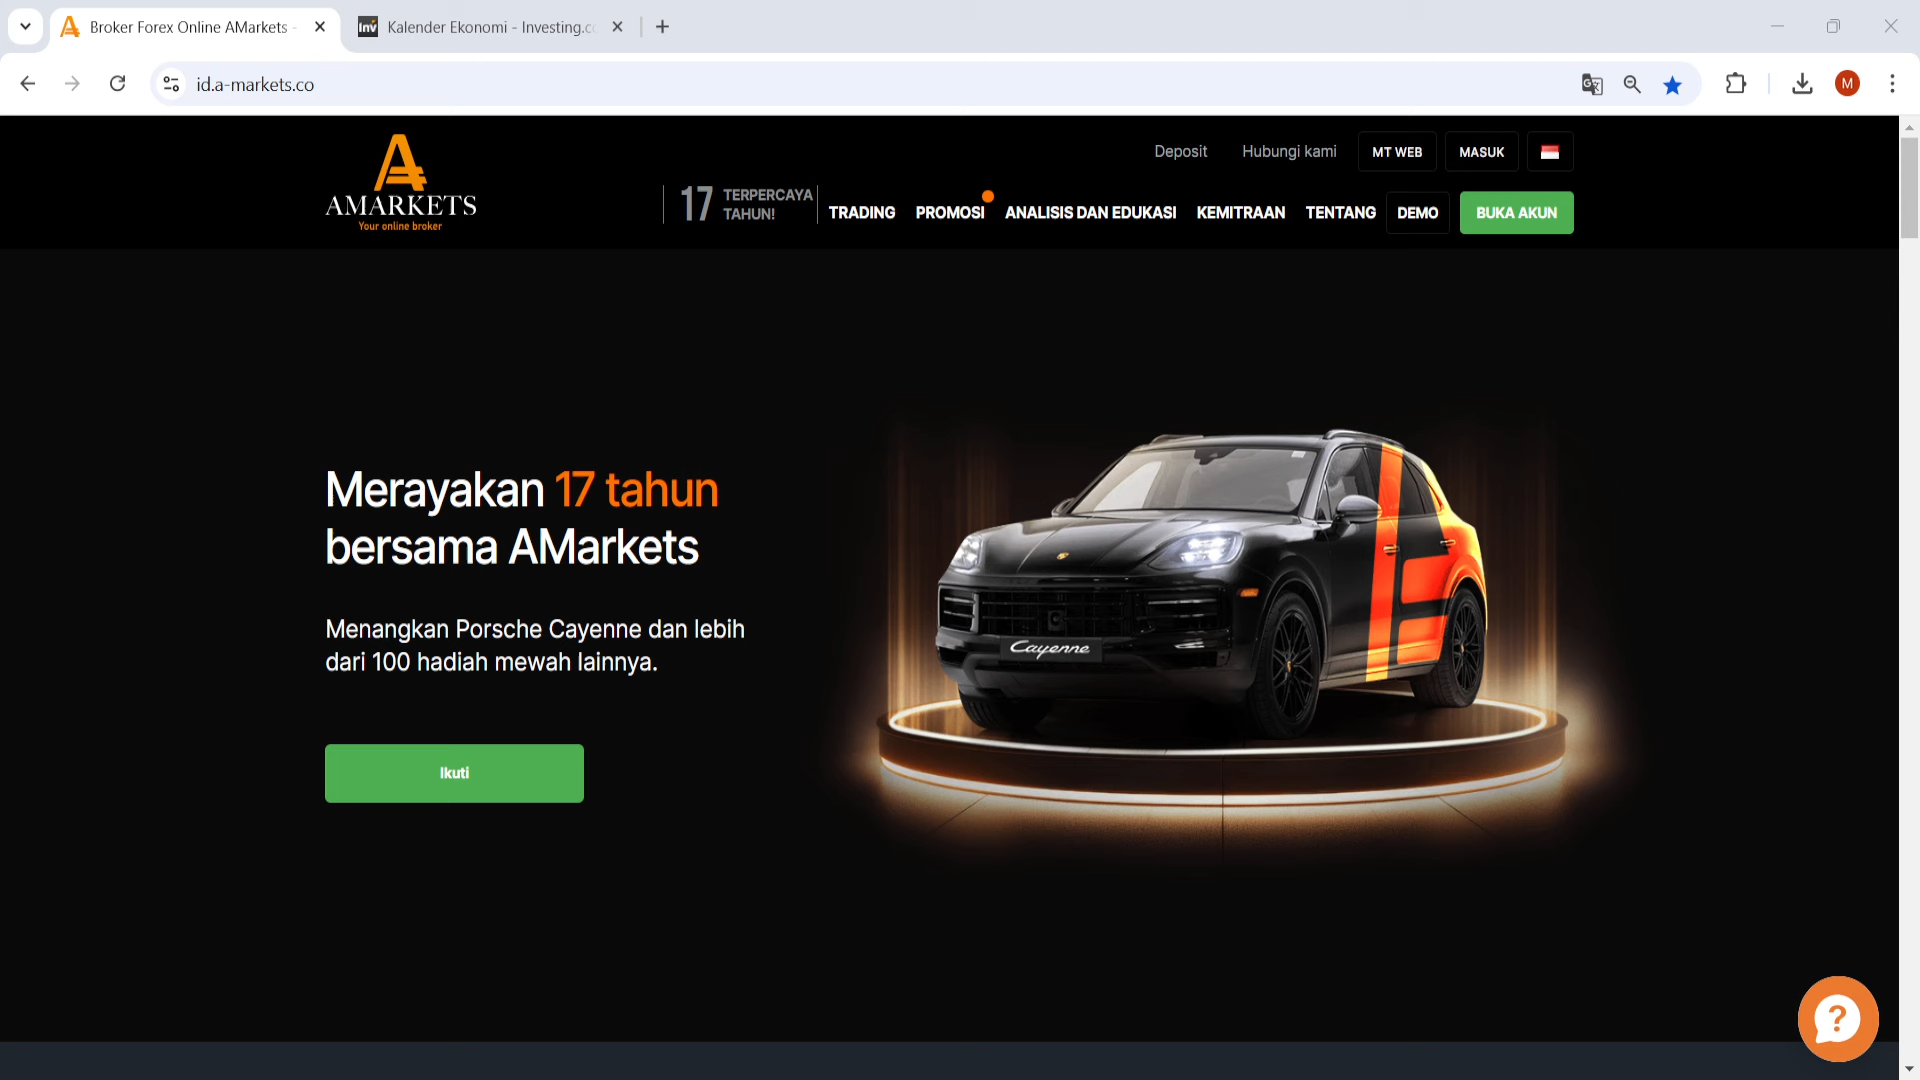 Broker Forex Online AMarkets -
Kalender Ekonomi - Investing.c
id.a-markets.co
M
AMARKETS
Your online broker
Deposit
Hubungi kami
MT WEB
MASUK
17 TERPERCAYA
TAHUN!
TRADING
PROMOSI
ANALISIS DAN EDUKASI
KEMITRAAN
TENTANG
DEMO
BUKA AKUN
Merayakan 17 tahun
bersama AMarkets
Menangkan Porsche Cayenne dan lebih
dari 100 hadiah mewah lainnya.
Ikuti
Cayenne
?